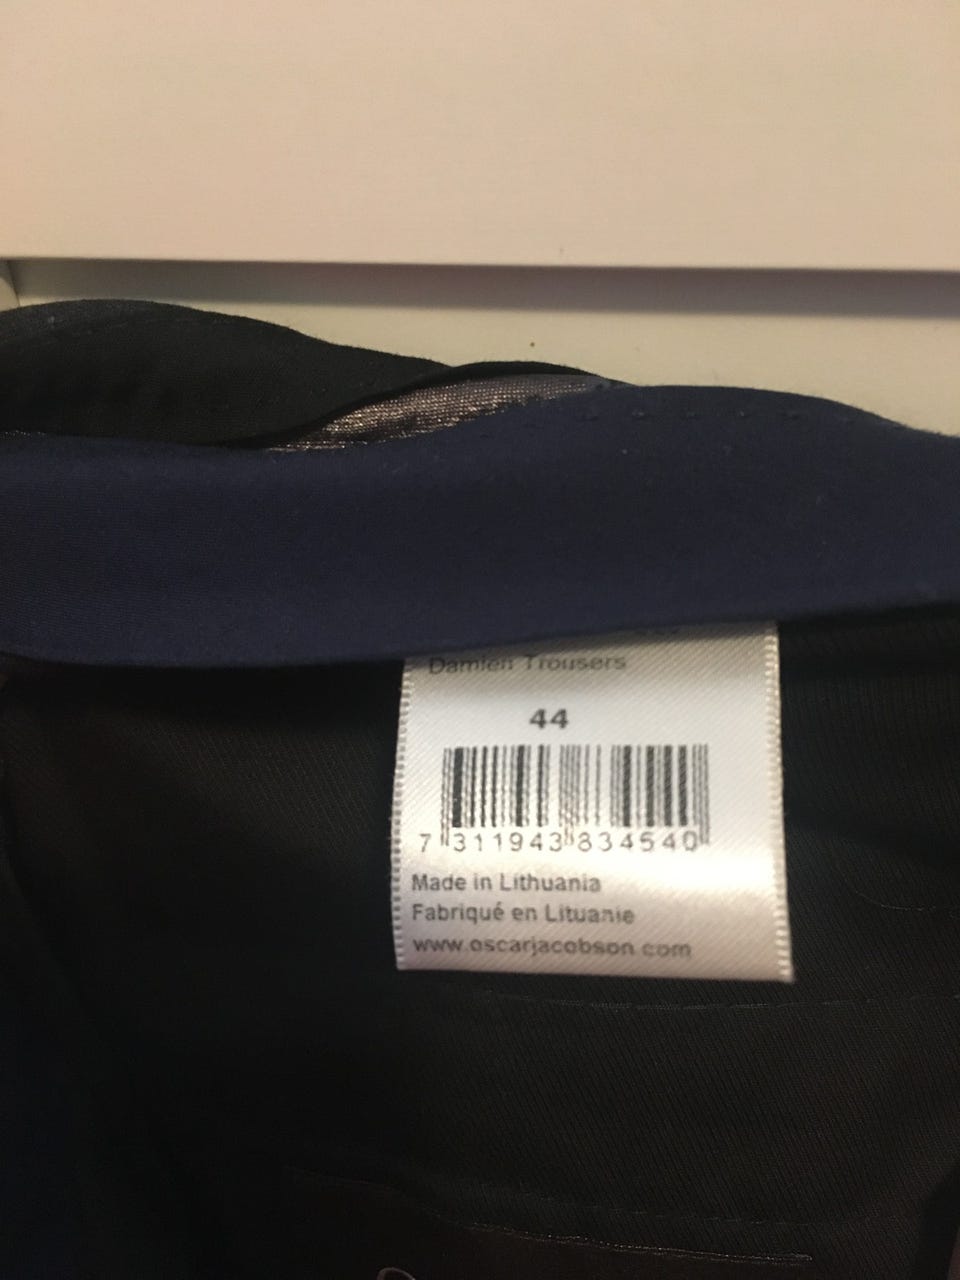 Damien Trousers
44
7 311943 834540
Made in Lithuania
Fabriqué en Lituanie
www.oscarjacobson.com